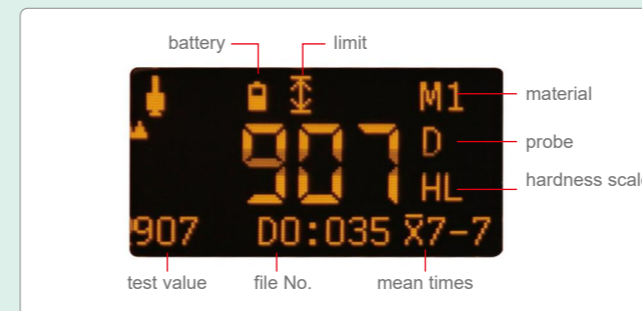 battery limit
M1 material
907 D probe
HL hardness scale
907 D0:035 X̅7-7
test value file No. mean times